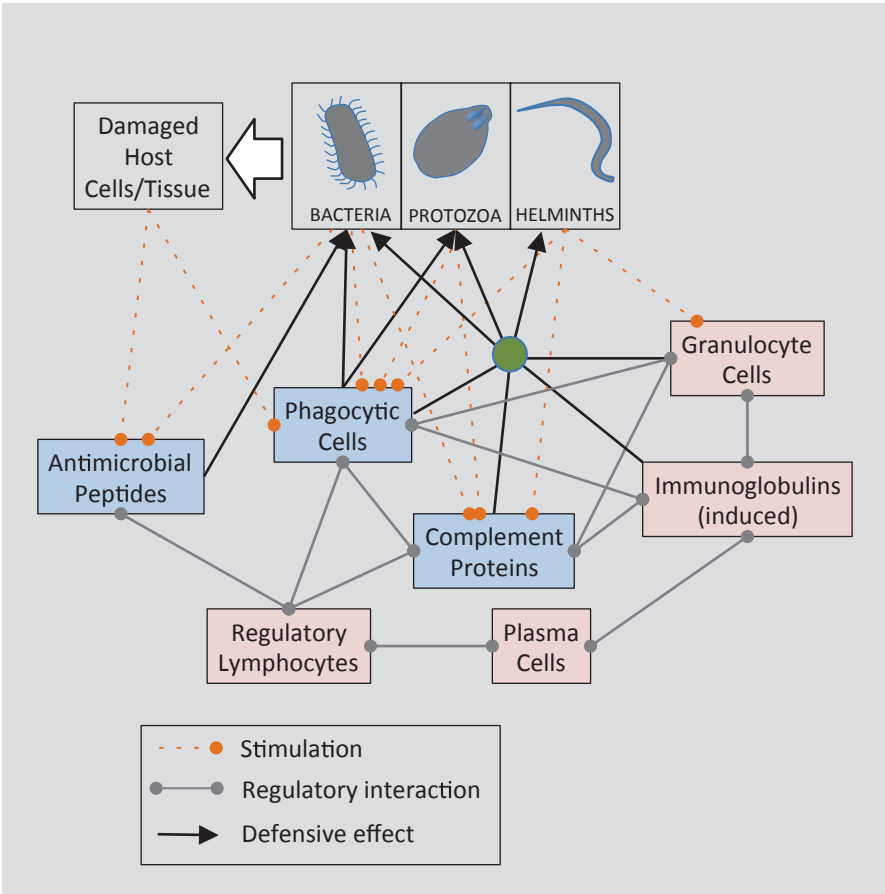 Damaged
Host
Cells/Tissue
BACTERIA
PROTOZOA
HELMINTHS
Granulocyte
Cells
Phagocytic
Cells
Antimicrobial
Peptides
Immunoglobulins
(induced)
Complement
Proteins
Regulatory
Lymphocytes
Plasma
Cells
Stimulation
Regulatory interaction
Defensive effect